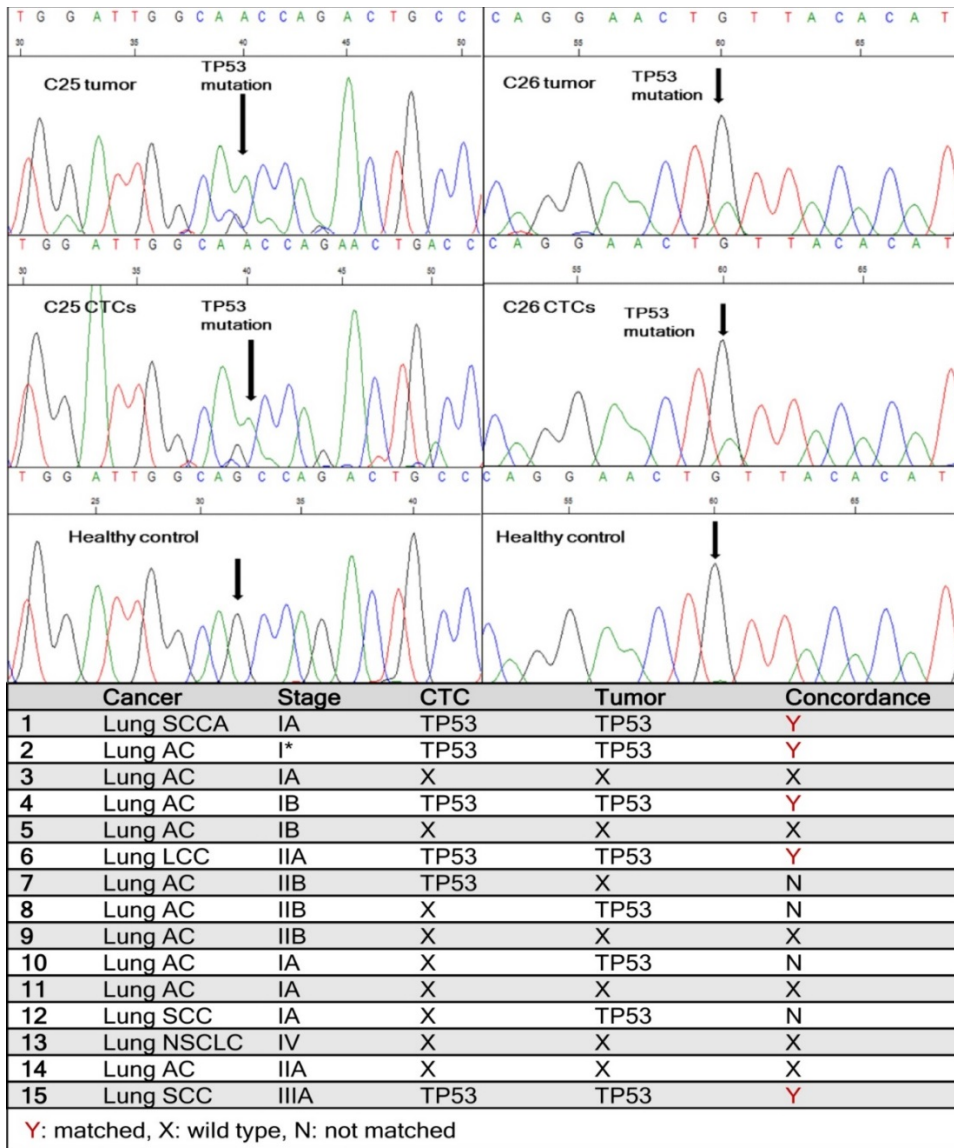 T G G A T T G G C A A C C A G A C T G C C
30 35 40 45 50
C25 tumor
TP53
mutation
C A G G A A C T G T T A C A C A T
55 60 65
C26 tumor
TP53
mutation
T G G A T T G G C A A C C A G A A C T G A C C
30 35 40 45 50
C25 CTCs
TP53
mutation
C A G G A A C T G T T A C A C A T
55 60 65
C26 CTCs
TP53
mutation
T G G A T T G G C A G C C A G A C T G C C
25 30 35 40
Healthy control
C A G G A A C T G T T A C A C A T
55 60 65
Healthy control
Cancer Stage CTC Tumor Concordance
1 Lung SCCA IA TP53 TP53 Y
2 Lung AC I* TP53 TP53 Y
3 Lung AC IA X X X
4 Lung AC IB TP53 TP53 Y
5 Lung AC IB X X X
6 Lung LCC IIA TP53 TP53 Y
7 Lung AC IIB TP53 X N
8 Lung AC IIB X TP53 N
9 Lung AC IIB X X X
10 Lung AC IA X TP53 N
11 Lung AC IA X X X
12 Lung SCC IA X TP53 N
13 Lung NSCLC IV X X X
14 Lung AC IIA X X X
15 Lung SCC IIIA TP53 TP53 Y
Y: matched, X: wild type, N: not matched